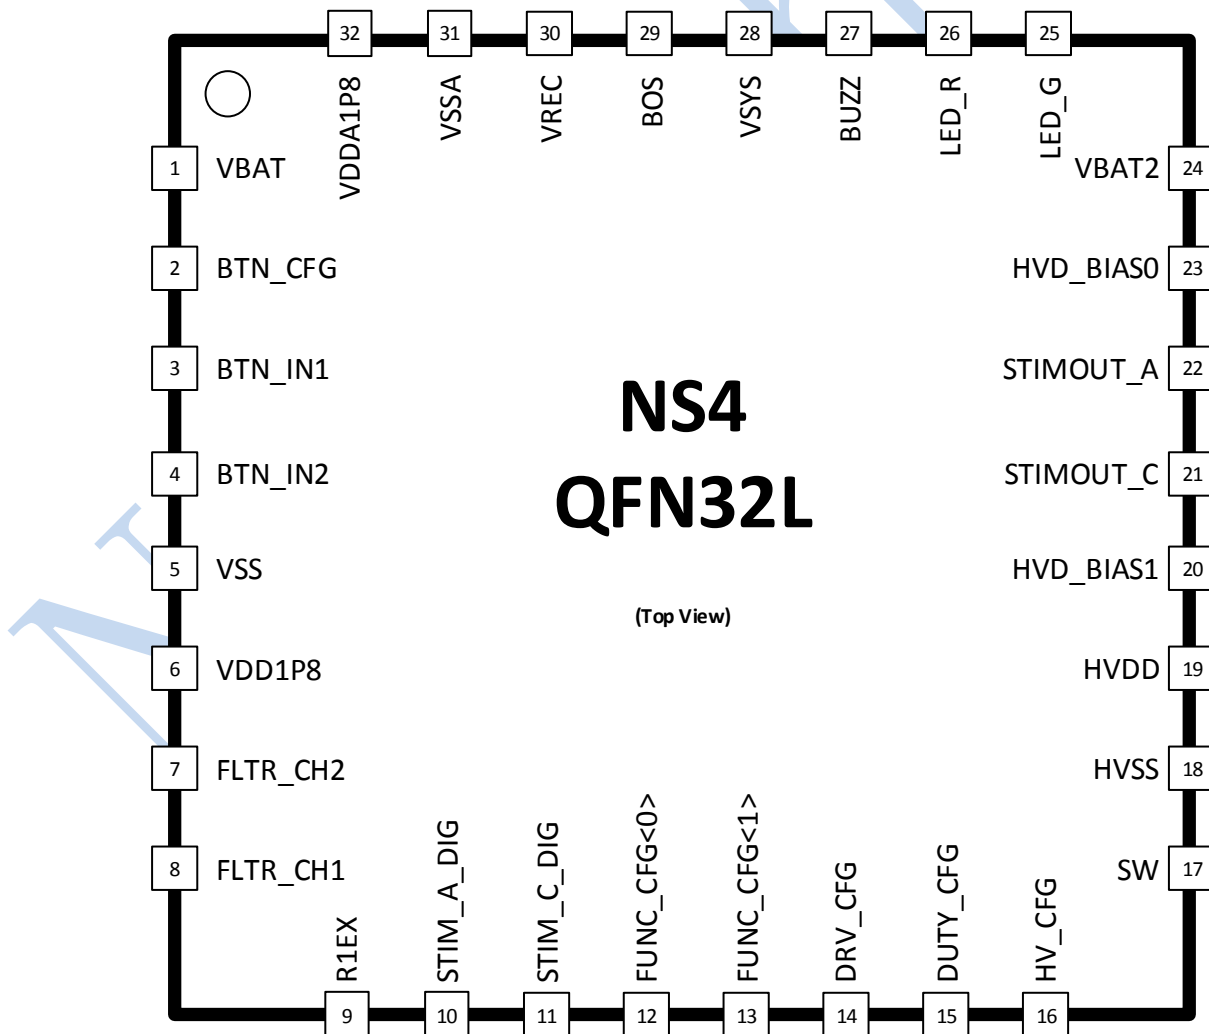 32 31 30 29 28 27 26 25
VDDA1P8 VSSA VREC BOS VSYS BUZZ LED_R LED_G
1 VBAT VBAT2 24
2 BTN_CFG HVD_BIAS0 23
3 BTN_IN1 STIMOUT_A 22
NS4
4 BTN_IN2 STIMOUT_C 21
QFN32L
5 VSS HVD_BIAS1 20
(Top View)
6 VDD1P8 HVDD 19
7 FLTR_CH2 HVSS 18
8 FLTR_CH1 SW 17
R1EX STIM_A_DIG STIM_C_DIG FUNC_CFG<0> FUNC_CFG<1> DRV_CFG DUTY_CFG HV_CFG
9 10 11 12 13 14 15 16